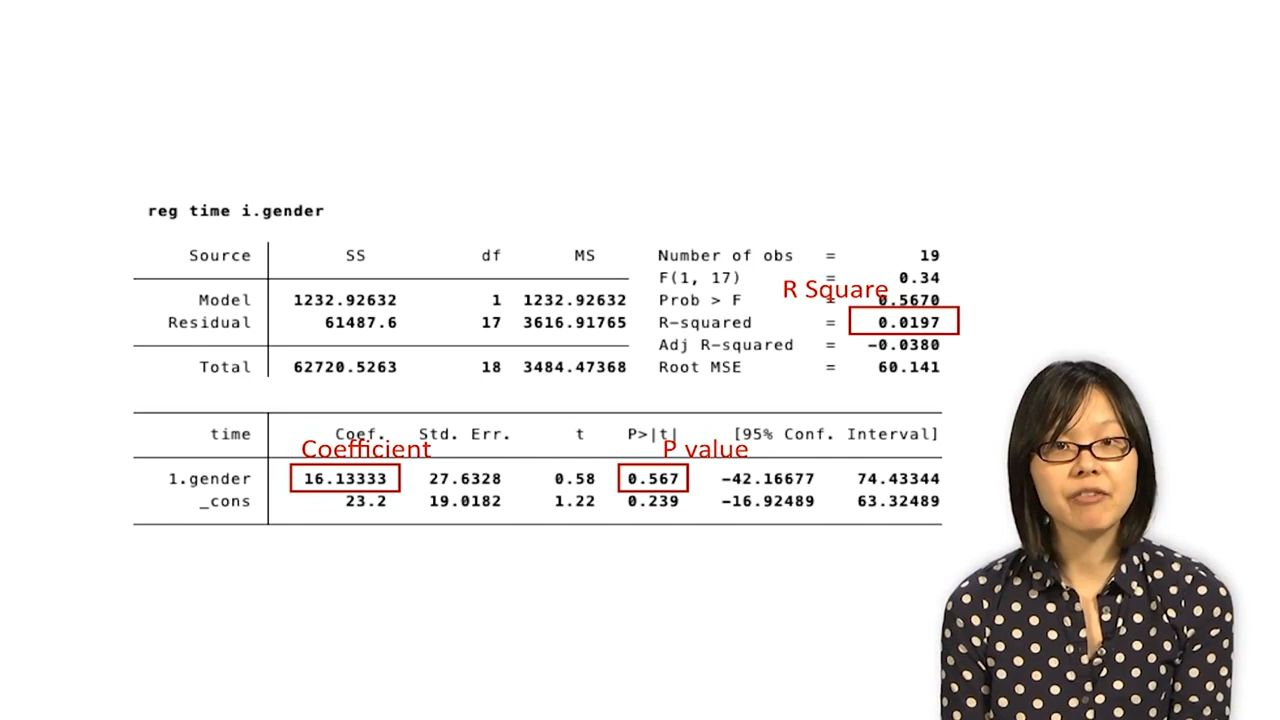 reg time i.gender
Source SS df MS Number of obs = 19
F(1, 17) = 0.34
R Square
Model 1232.92632 1 1232.92632 Prob > F = 0.5670
Residual 61487.6 17 3616.91765 R-squared = 0.0197
Adj R-squared = -0.0380
Total 62720.5263 18 3484.47368 Root MSE = 60.141
time Coef. Std. Err. t P>|t| [95% Conf. Interval]
Coefficient P value
1.gender 16.13333 27.6328 0.58 0.567 -42.16677 74.43344
_cons 23.2 19.0182 1.22 0.239 -16.92489 63.32489